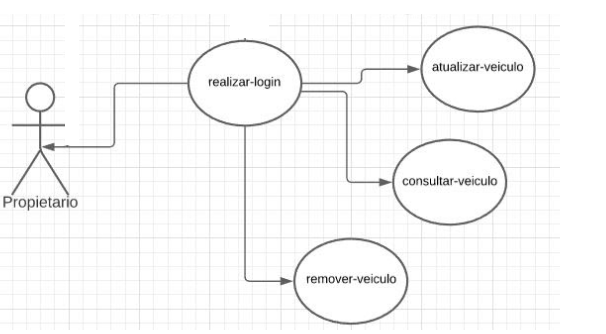 realizar-login
atualizar-veiculo
consultar-veiculo
Propietario
remover-veiculo